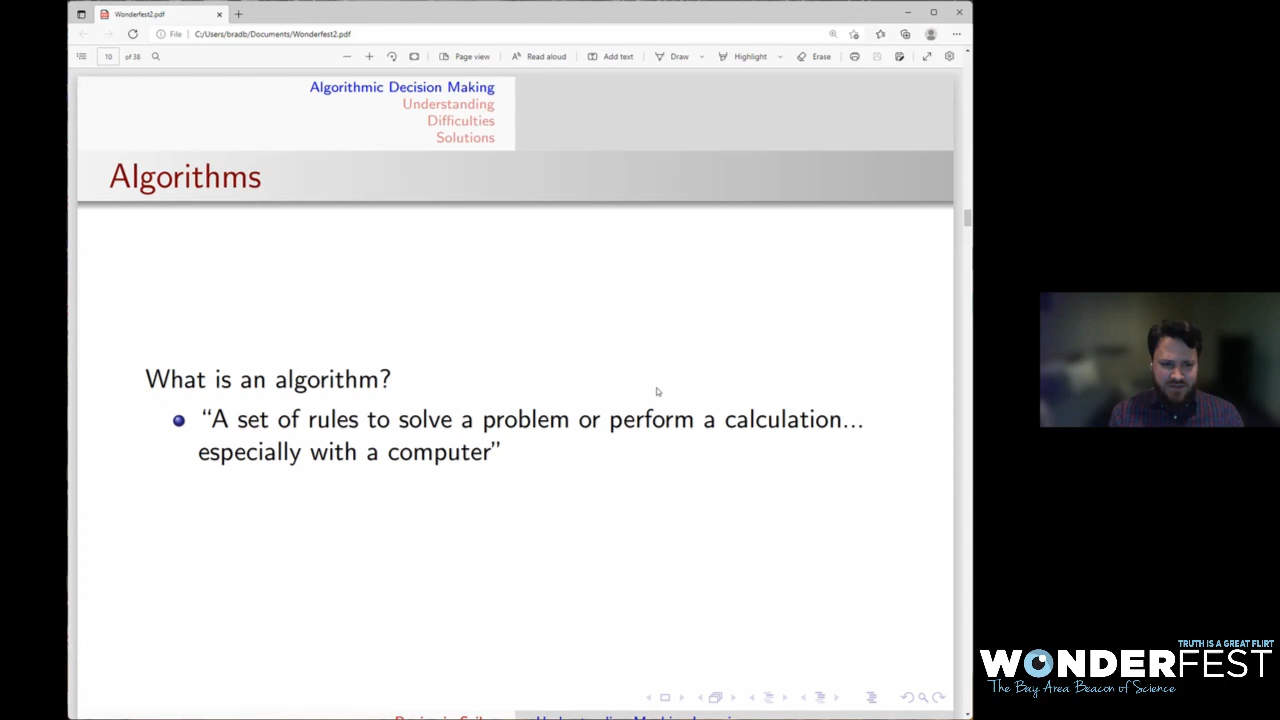 Wonderfest2.pdf
File C:/Users/bradb/Documents/Wonderfest2.pdf
10 of 38 Page view Read aloud Add text Draw Highlight Erase
Algorithmic Decision Making
Understanding
Difficulties
Solutions
Algorithms
What is an algorithm?
“A set of rules to solve a problem or perform a calculation...
especially with a computer”
TRUTH IS A GREAT FLIRT
WONDERFEST
The Bay Area Beacon of Science